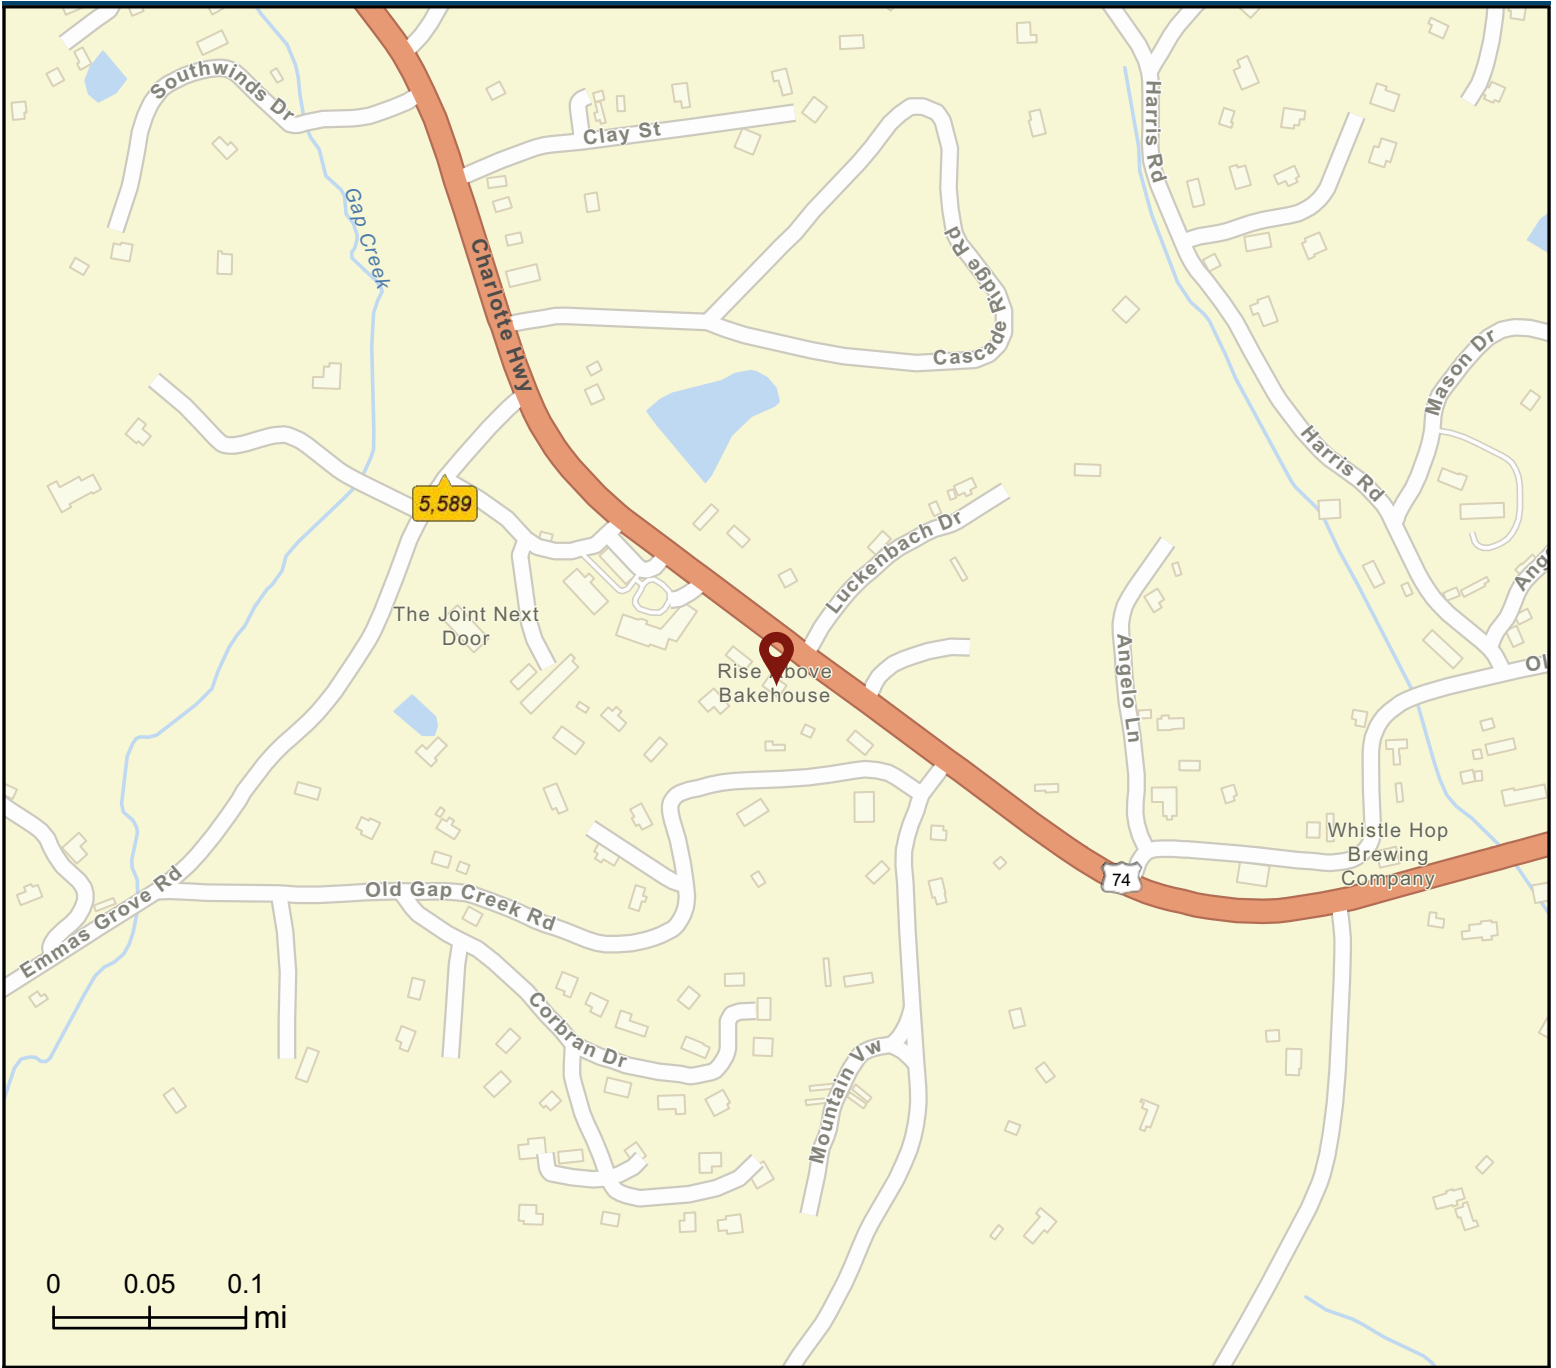 Southwinds Dr
Clay St
Harris Rd
Gap Creek
Charlotte Hwy
Cascade Ridge Rd
Mason Dr
Harris Rd
5,589
Luckenbach Dr
Ang
The Joint Next
Door
Rise Above
Bakehouse
Angelo Ln
Ol
Whistle Hop
Brewing
Company
74
Old Gap Creek Rd
Emmas Grove Rd
Corbran Dr
Mountain Vw
0 0.05 0.1
mi